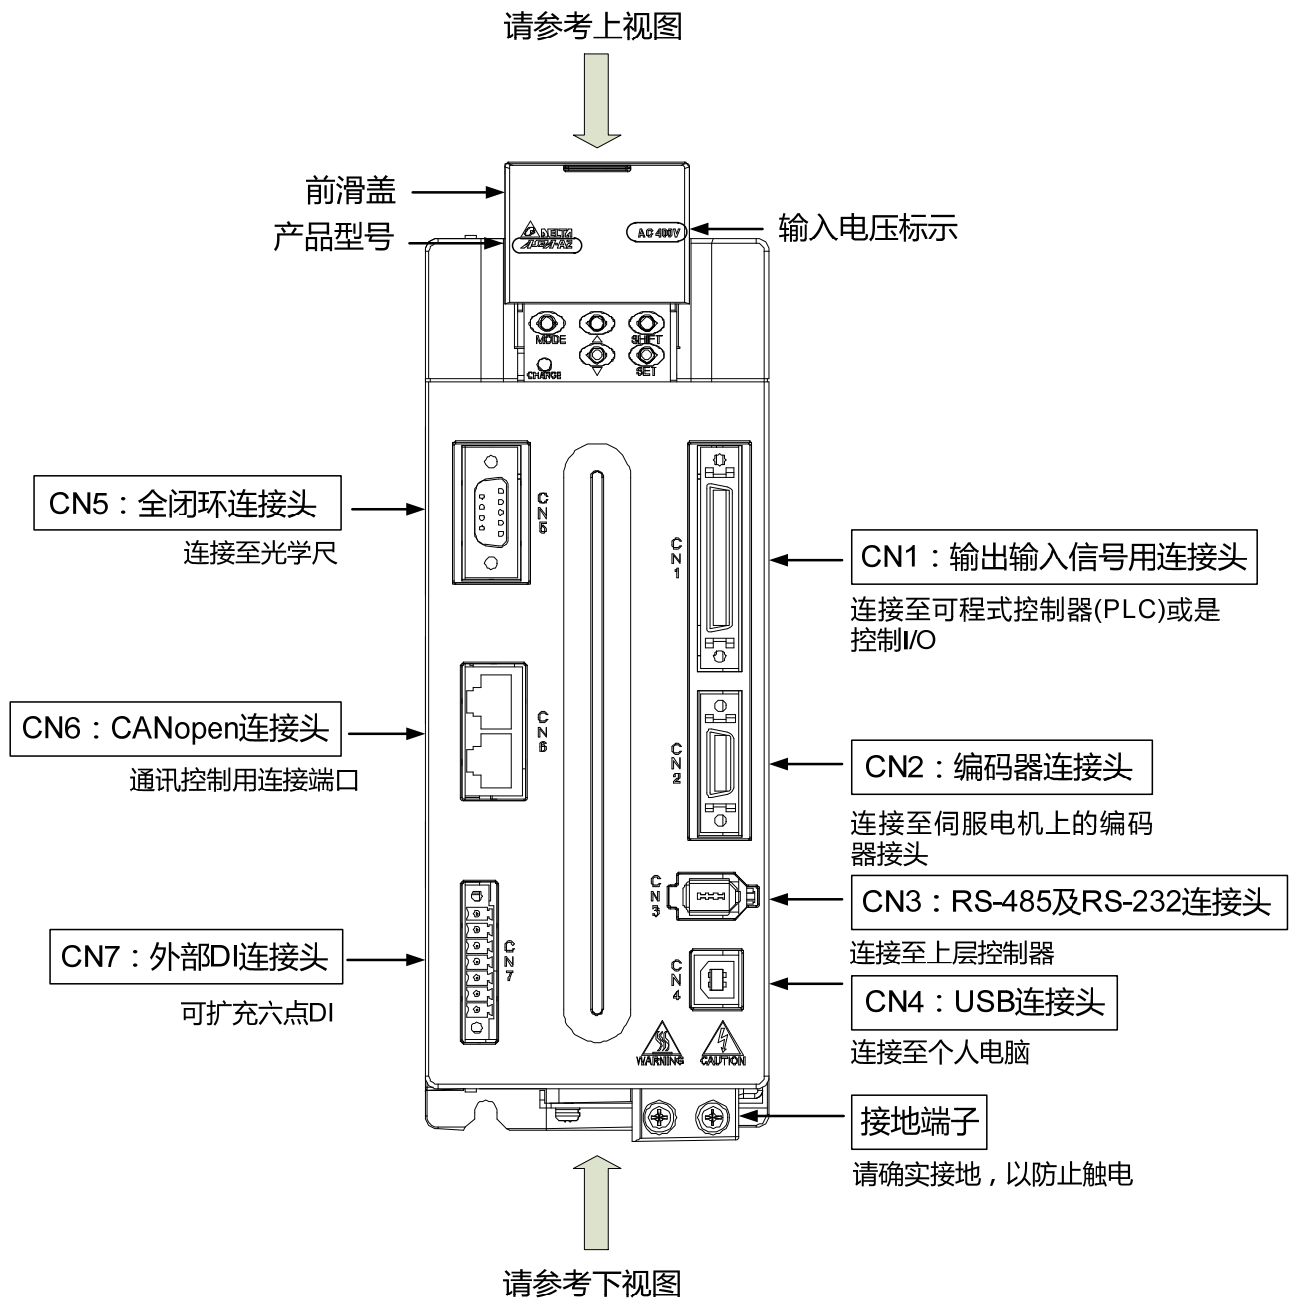 请参考上视图
前滑盖
产品型号
输入电压标示
DELTA
AC 400V
MODE
SHIFT
CHARGE
SET
CN5：全闭环连接头
连接至光学尺
CN5
CN1
CN1：输出输入信号用连接头
连接至可程式控制器(PLC)或是
控制I/O
CN6：CANopen连接头
通讯控制用连接端口
CN6
CN2
CN2：编码器连接头
连接至伺服电机上的编码
器接头
CN3
CN3：RS-485及RS-232连接头
连接至上层控制器
CN7：外部DI连接头
可扩充六点DI
CN7
CN4
CN4：USB连接头
连接至个人电脑
WARNING
CAUTION
接地端子
请确实接地，以防止触电
请参考下视图